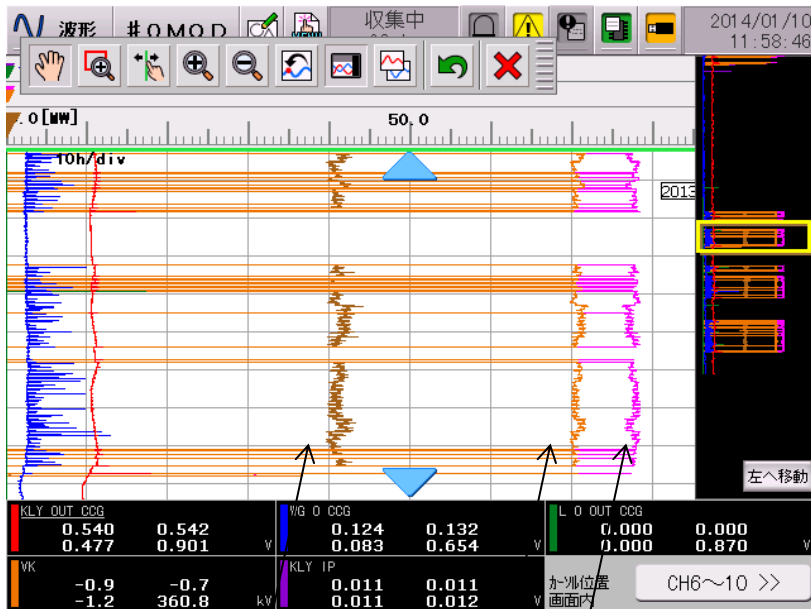 波形 #0MOD 収集中 2014/01/10
11:58:46
VIEW
.0[MW] 50.0
10h/div
2013
左へ移動
KLY OUT CCG
0.540 0.542
0.477 0.901 V
WG O CCG
0.124 0.132
0.083 0.654 V
L O OUT CCG
0.000 0.000
0.000 0.870 V
VK
-0.9 -0.7
-1.2 360.8 kV
KLY IP
0.011 0.011
0.011 0.012 V
カーソル位置
画面内
CH6～10 >>